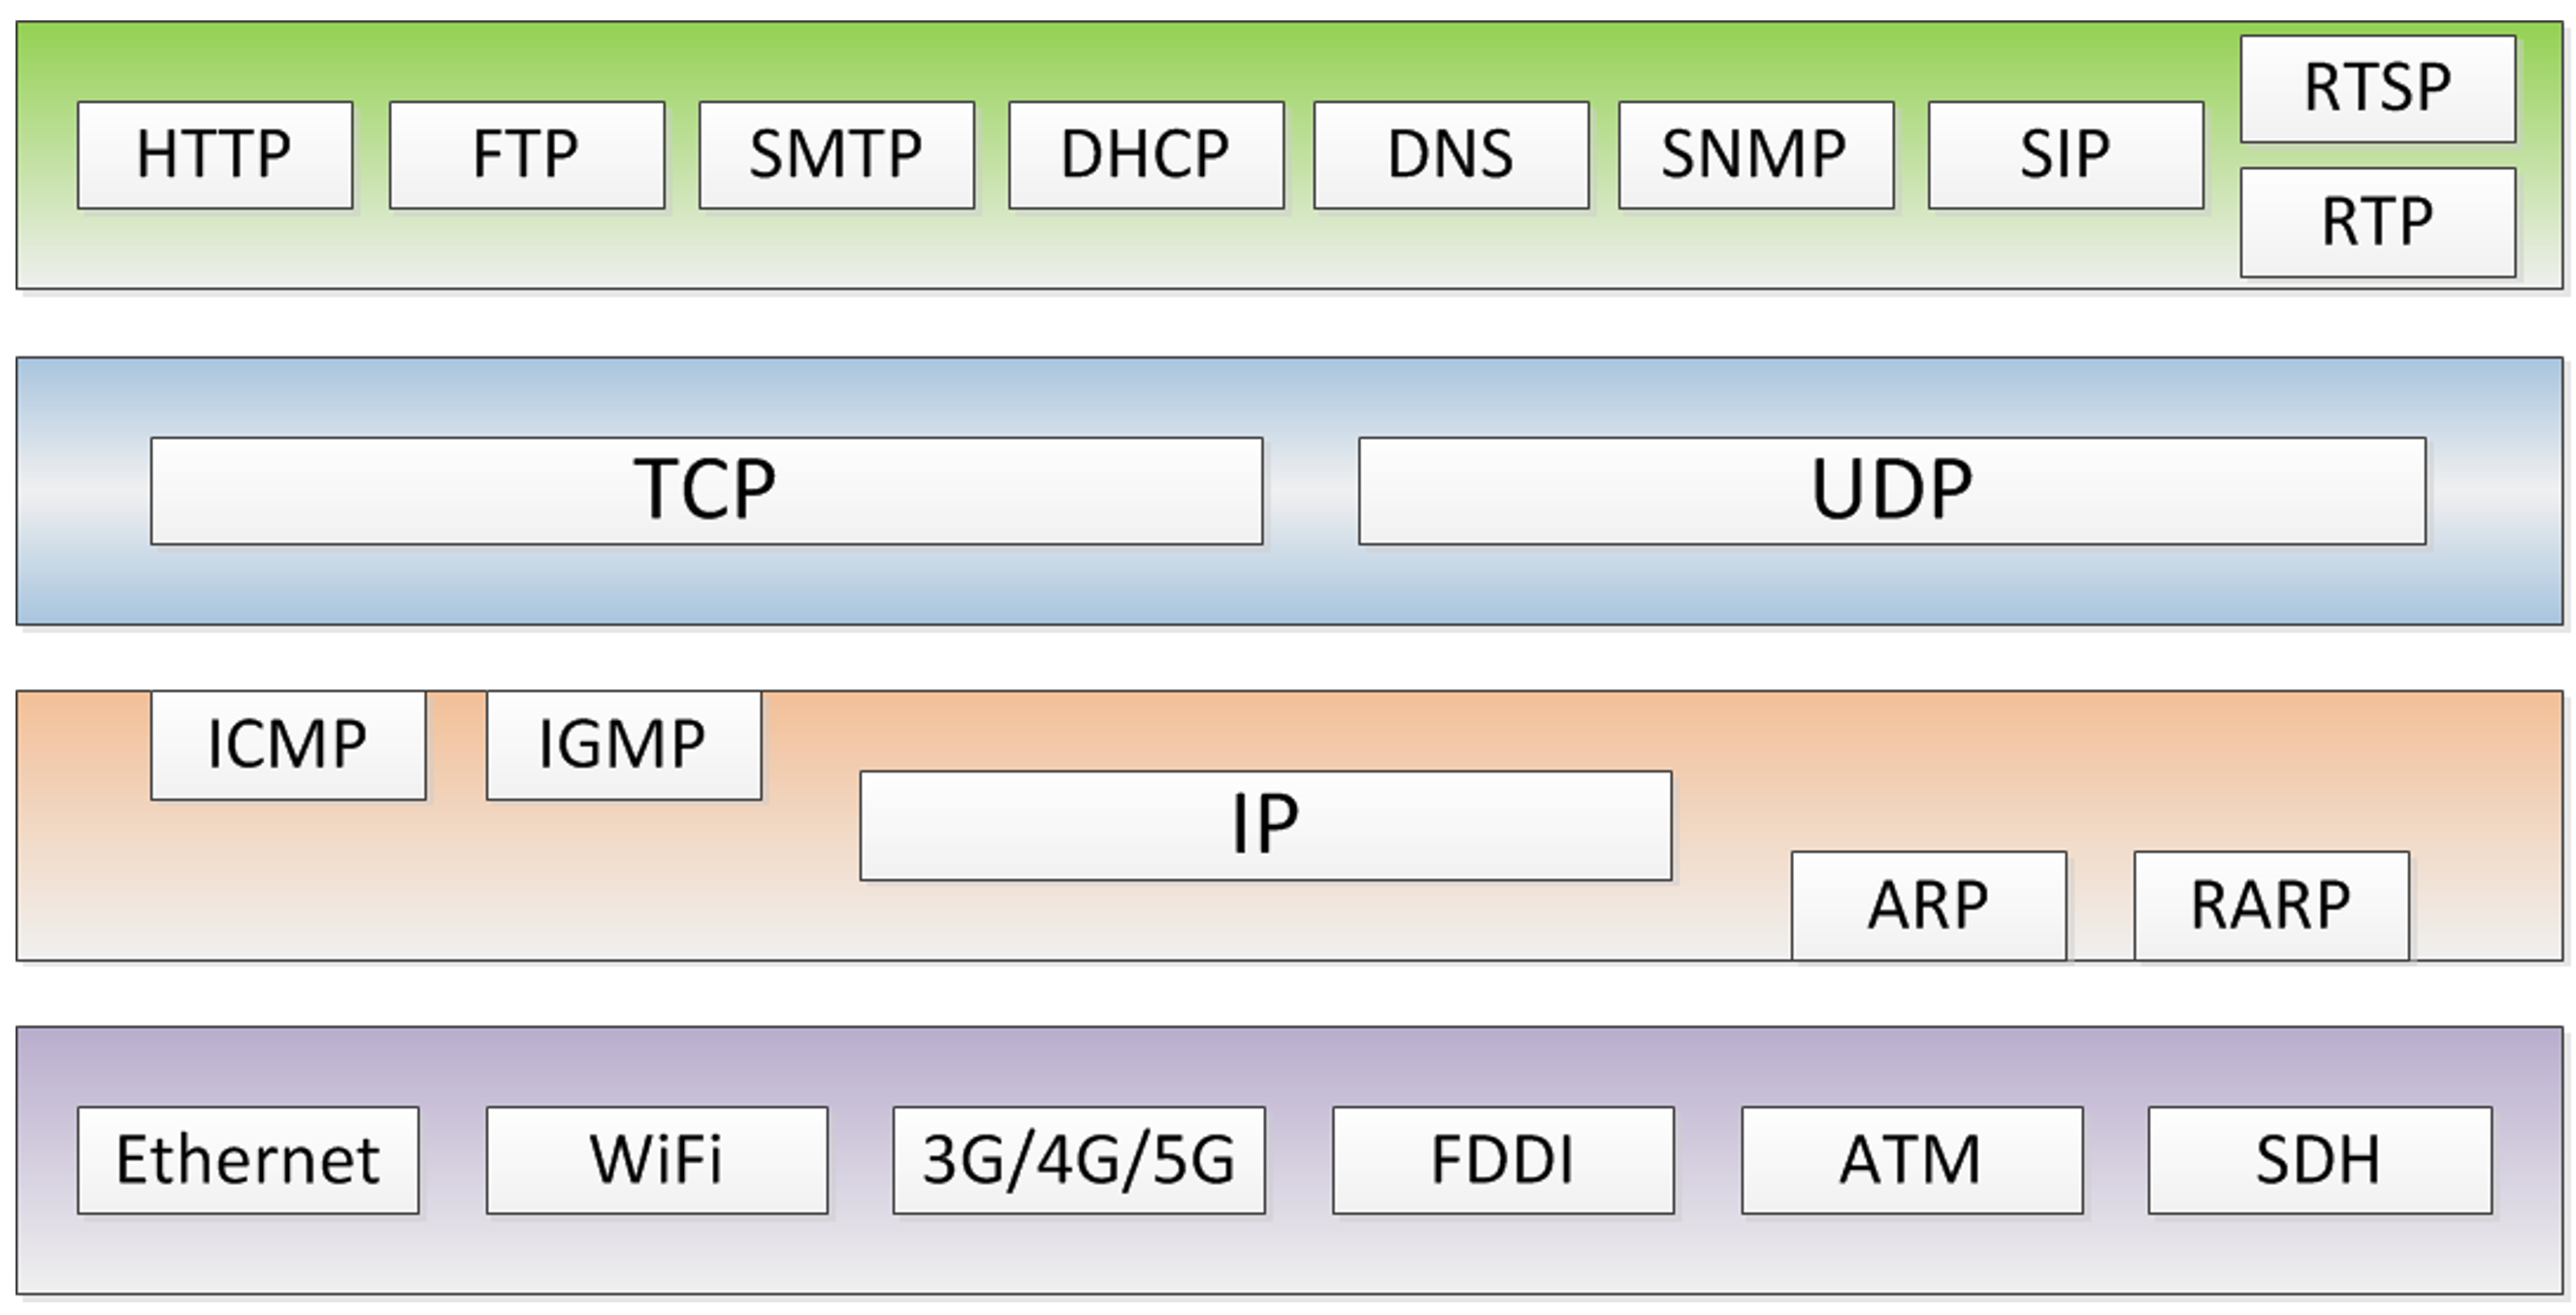 HTTP FTP SMTP DHCP DNS SNMP SIP RTSP
RTP
TCP UDP
ICMP IGMP
IP
ARP RARP
Ethernet WiFi 3G/4G/5G FDDI ATM SDH